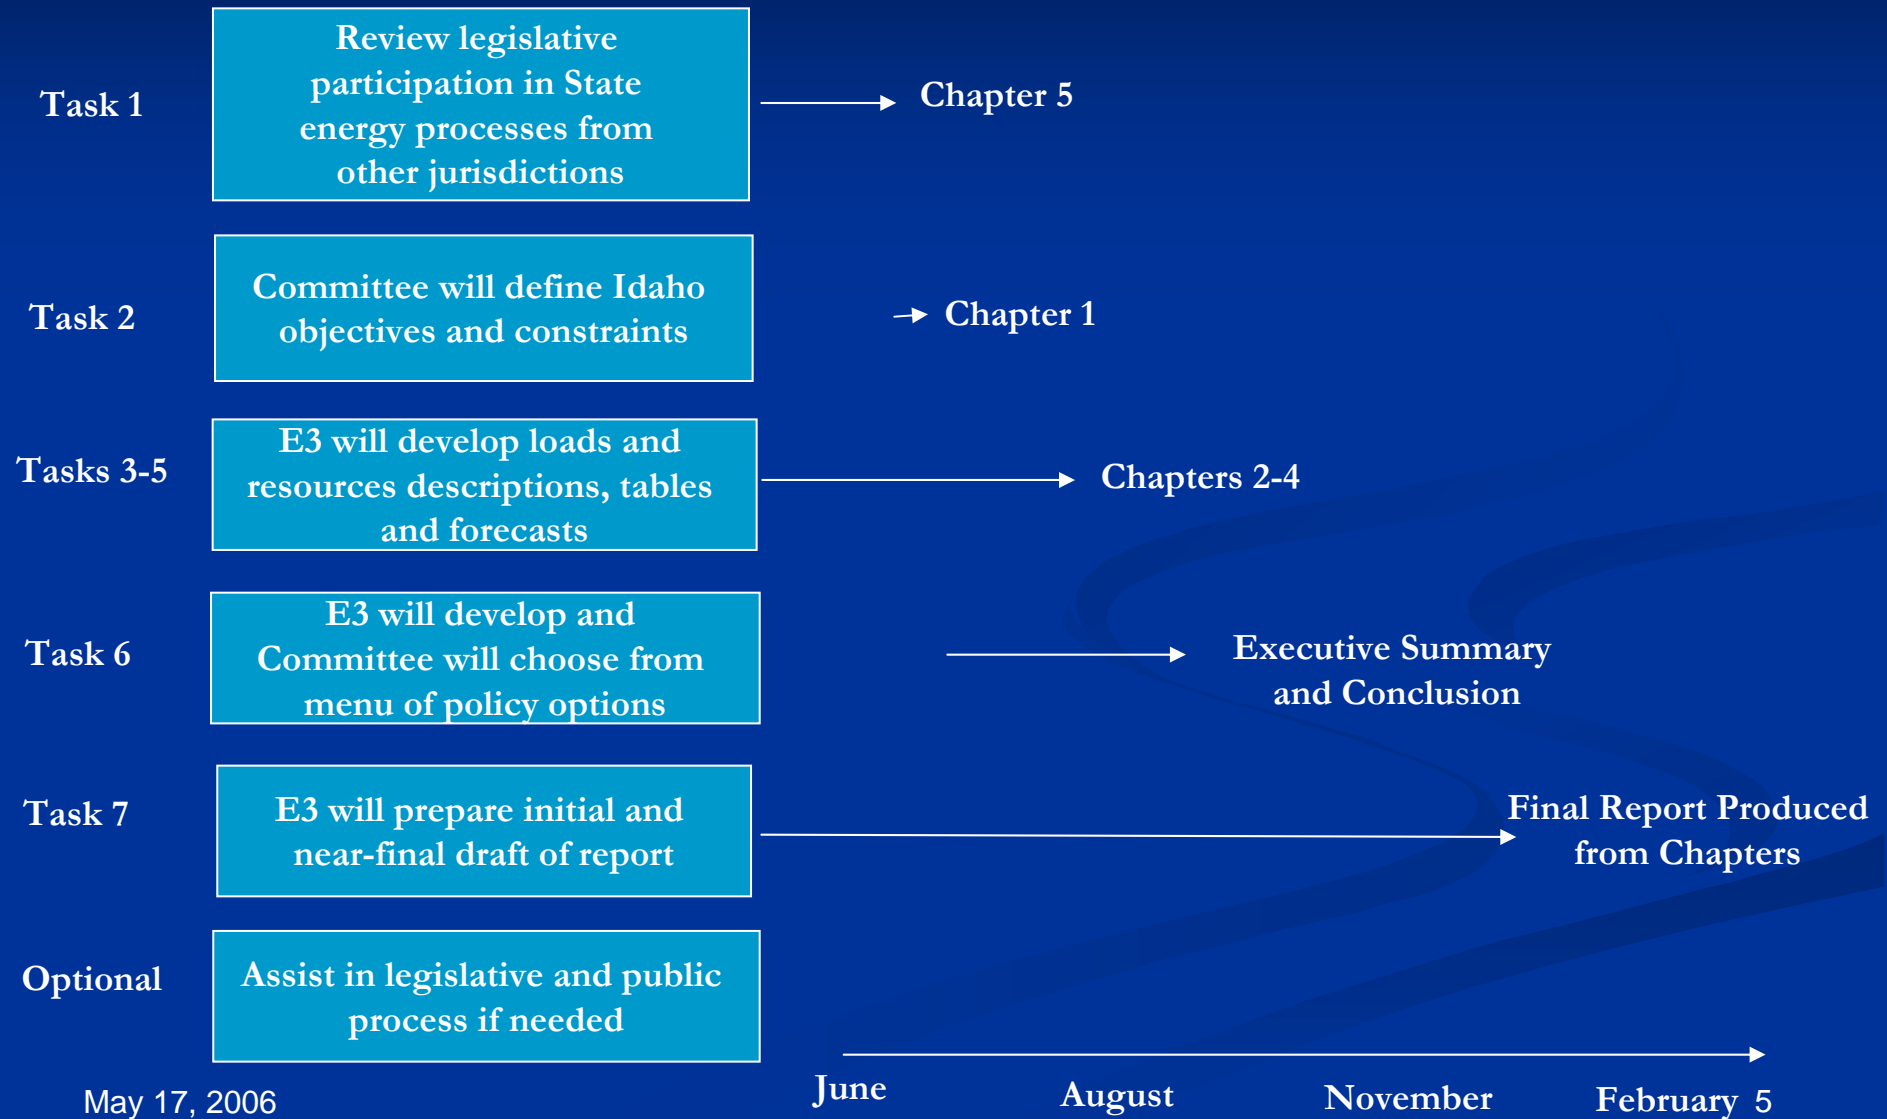 Task 1
Review legislative
participation in State
energy processes from
other jurisdictions
Chapter 5
Task 2
Committee will define Idaho
objectives and constraints
Chapter 1
Tasks 3-5
E3 will develop loads and
resources descriptions, tables
and forecasts
Chapters 2-4
Task 6
E3 will develop and
Committee will choose from
menu of policy options
Executive Summary
and Conclusion
Task 7
E3 will prepare initial and
near-final draft of report
Final Report Produced
from Chapters
Optional
Assist in legislative and public
process if needed
June
August
November
February
May 17, 2006
5